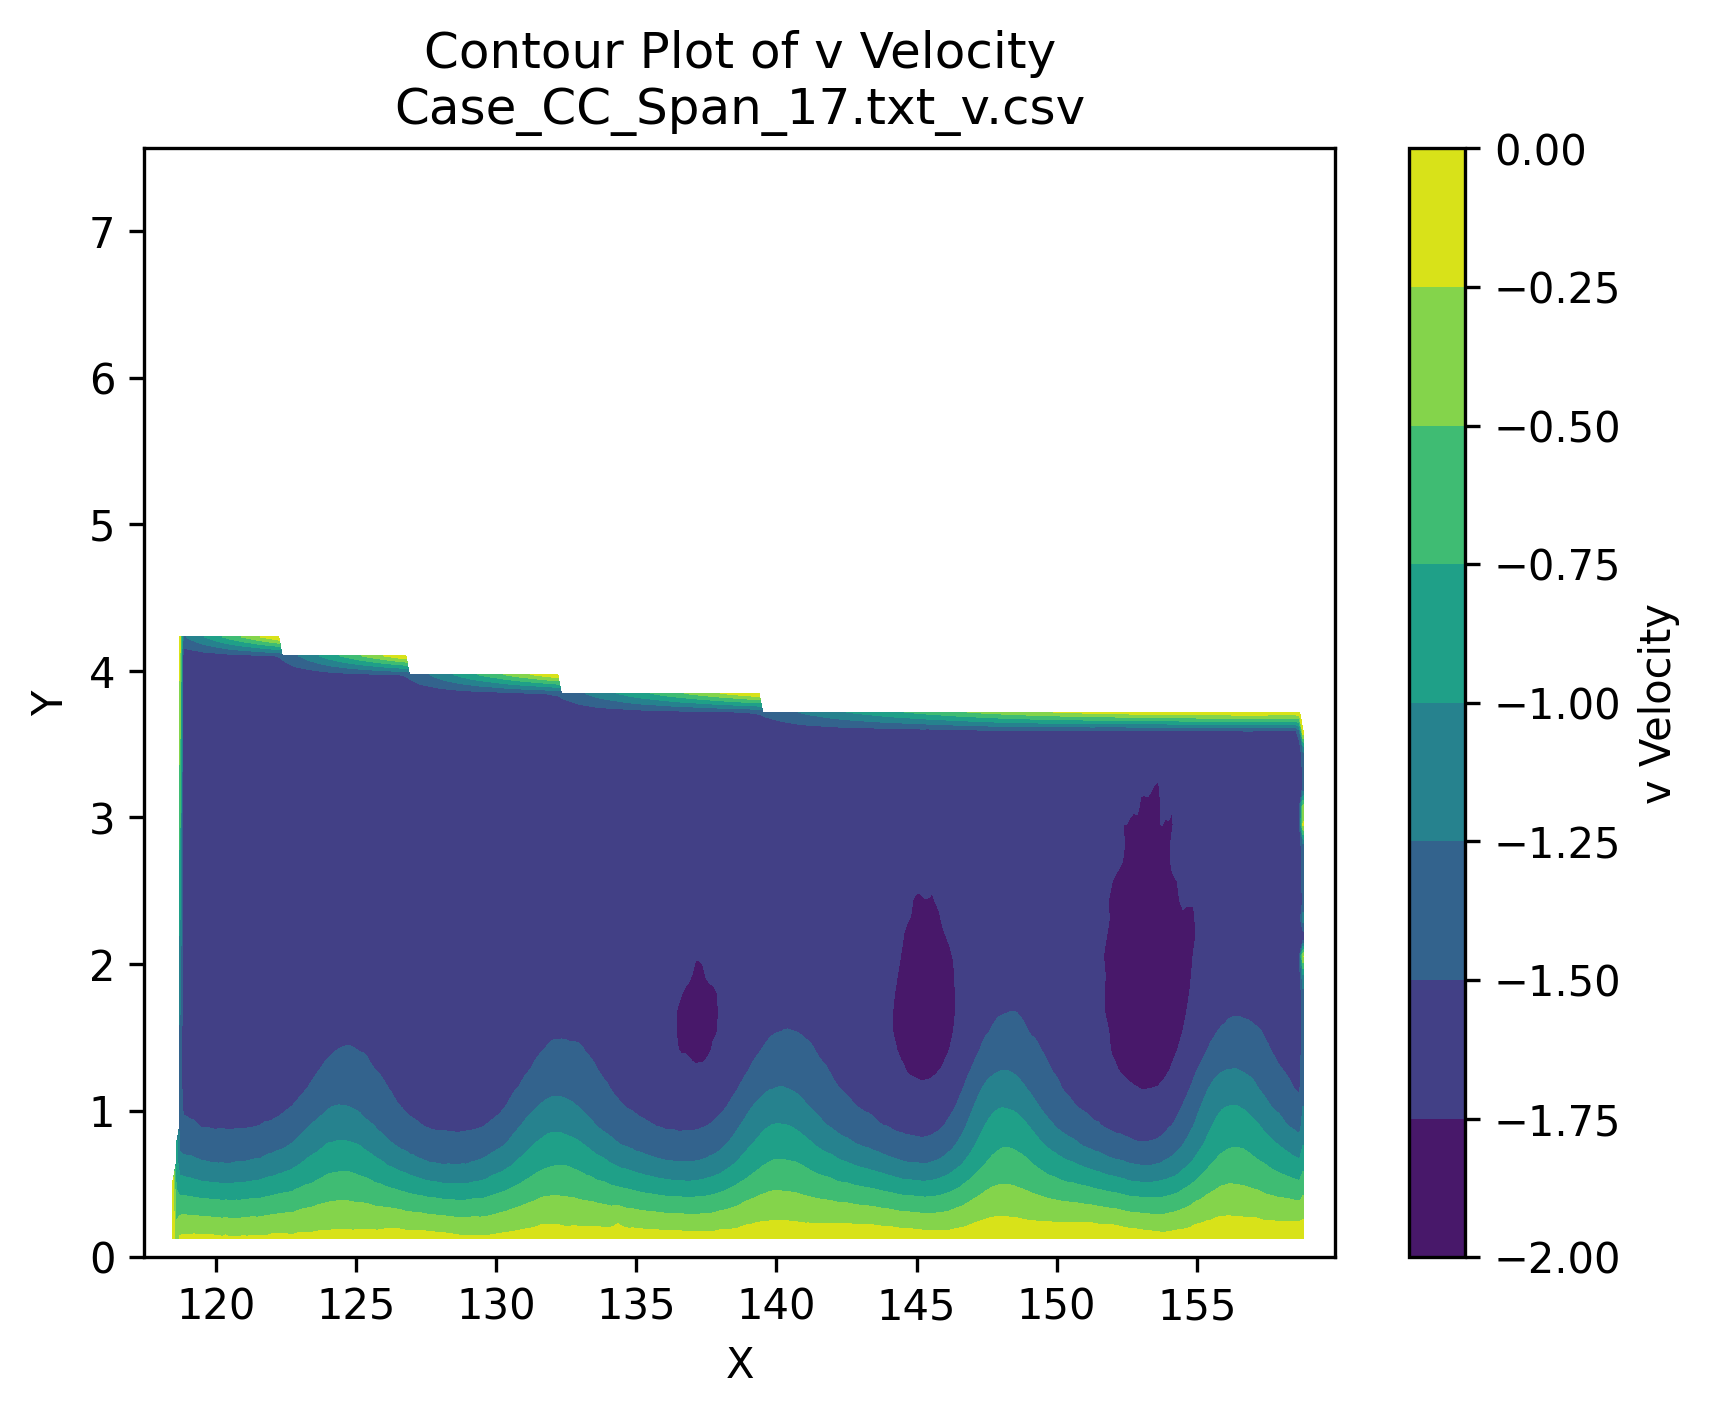 Contour Plot of v Velocity
Case_CC_Span_17.txt_v.csv
7
6
5
4
3
2
1
0
Y
120 125 130 135 140 145 150 155
X
0.00
−0.25
−0.50
−0.75
−1.00
−1.25
−1.50
−1.75
−2.00
v Velocity